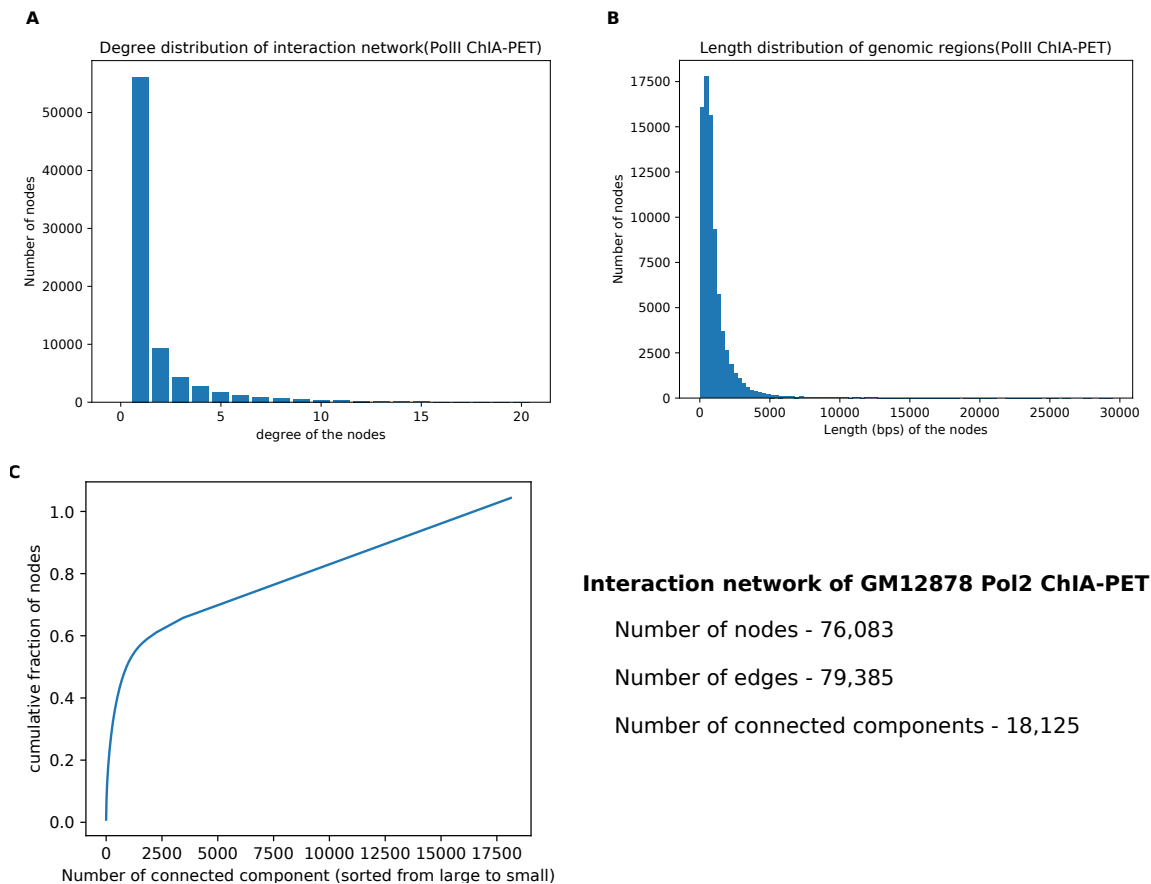 A
Degree distribution of interaction network(PolII ChIA-PET)
Number of nodes
50000
40000
30000
20000
10000
0
0 5 10 15 20
degree of the nodes
B
Length distribution of genomic regions(PolII ChIA-PET)
Number of nodes
17500
15000
12500
10000
7500
5000
2500
0
0 5000 10000 15000 20000 25000 30000
Length (bps) of the nodes
C
cumulative fraction of nodes
1.0
0.8
0.6
0.4
0.2
0.0
0 2500 5000 7500 10000 12500 15000 17500
Number of connected component (sorted from large to small)
Interaction network of GM12878 Pol2 ChIA-PET
Number of nodes - 76,083
Number of edges - 79,385
Number of connected components - 18,125